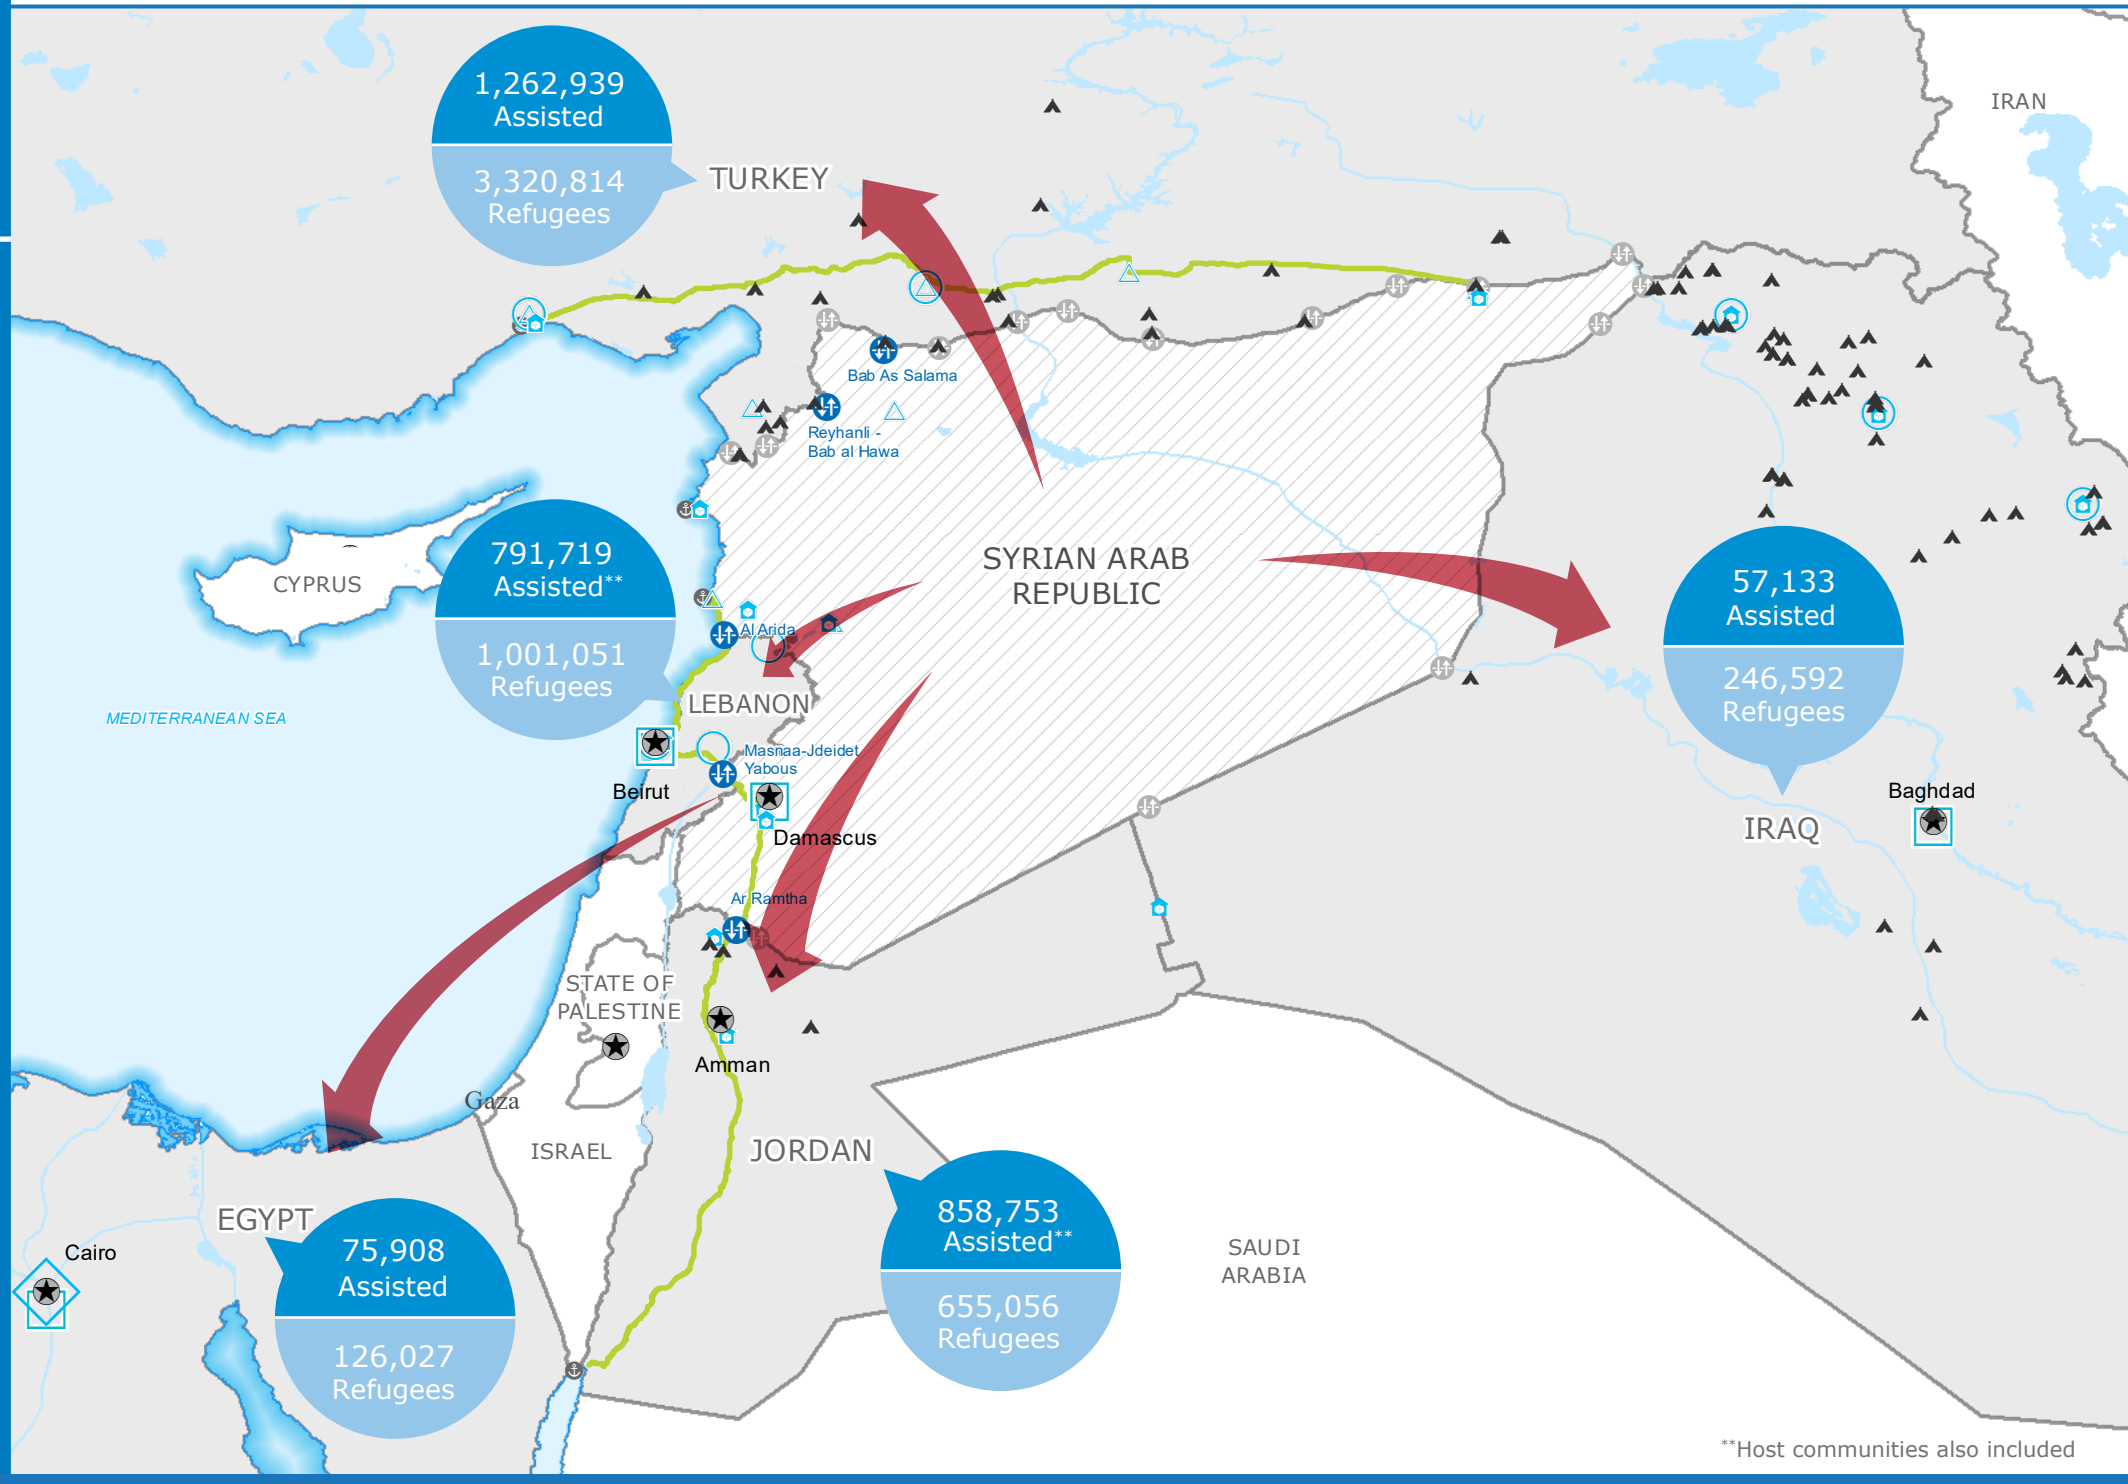 1,262,939
Assisted
3,320,814
Refugees
TURKEY
IRAN
Bab As Salama
Reyhanli -
Bab al Hawa
CYPRUS
791,719
Assisted**
1,001,051
Refugees
SYRIAN ARAB
REPUBLIC
57,133
Assisted
246,592
Refugees
Al Arida
LEBANON
MEDITERRANEAN SEA
Masnaa-Jdeidet
Yabous
Beirut
Damascus
Baghdad
IRAQ
Ar Ramtha
STATE OF
PALESTINE
Amman
Gaza
ISRAEL
JORDAN
858,753
Assisted**
655,056
Refugees
EGYPT
Cairo
75,908
Assisted
126,027
Refugees
SAUDI
ARABIA
**Host communities also included